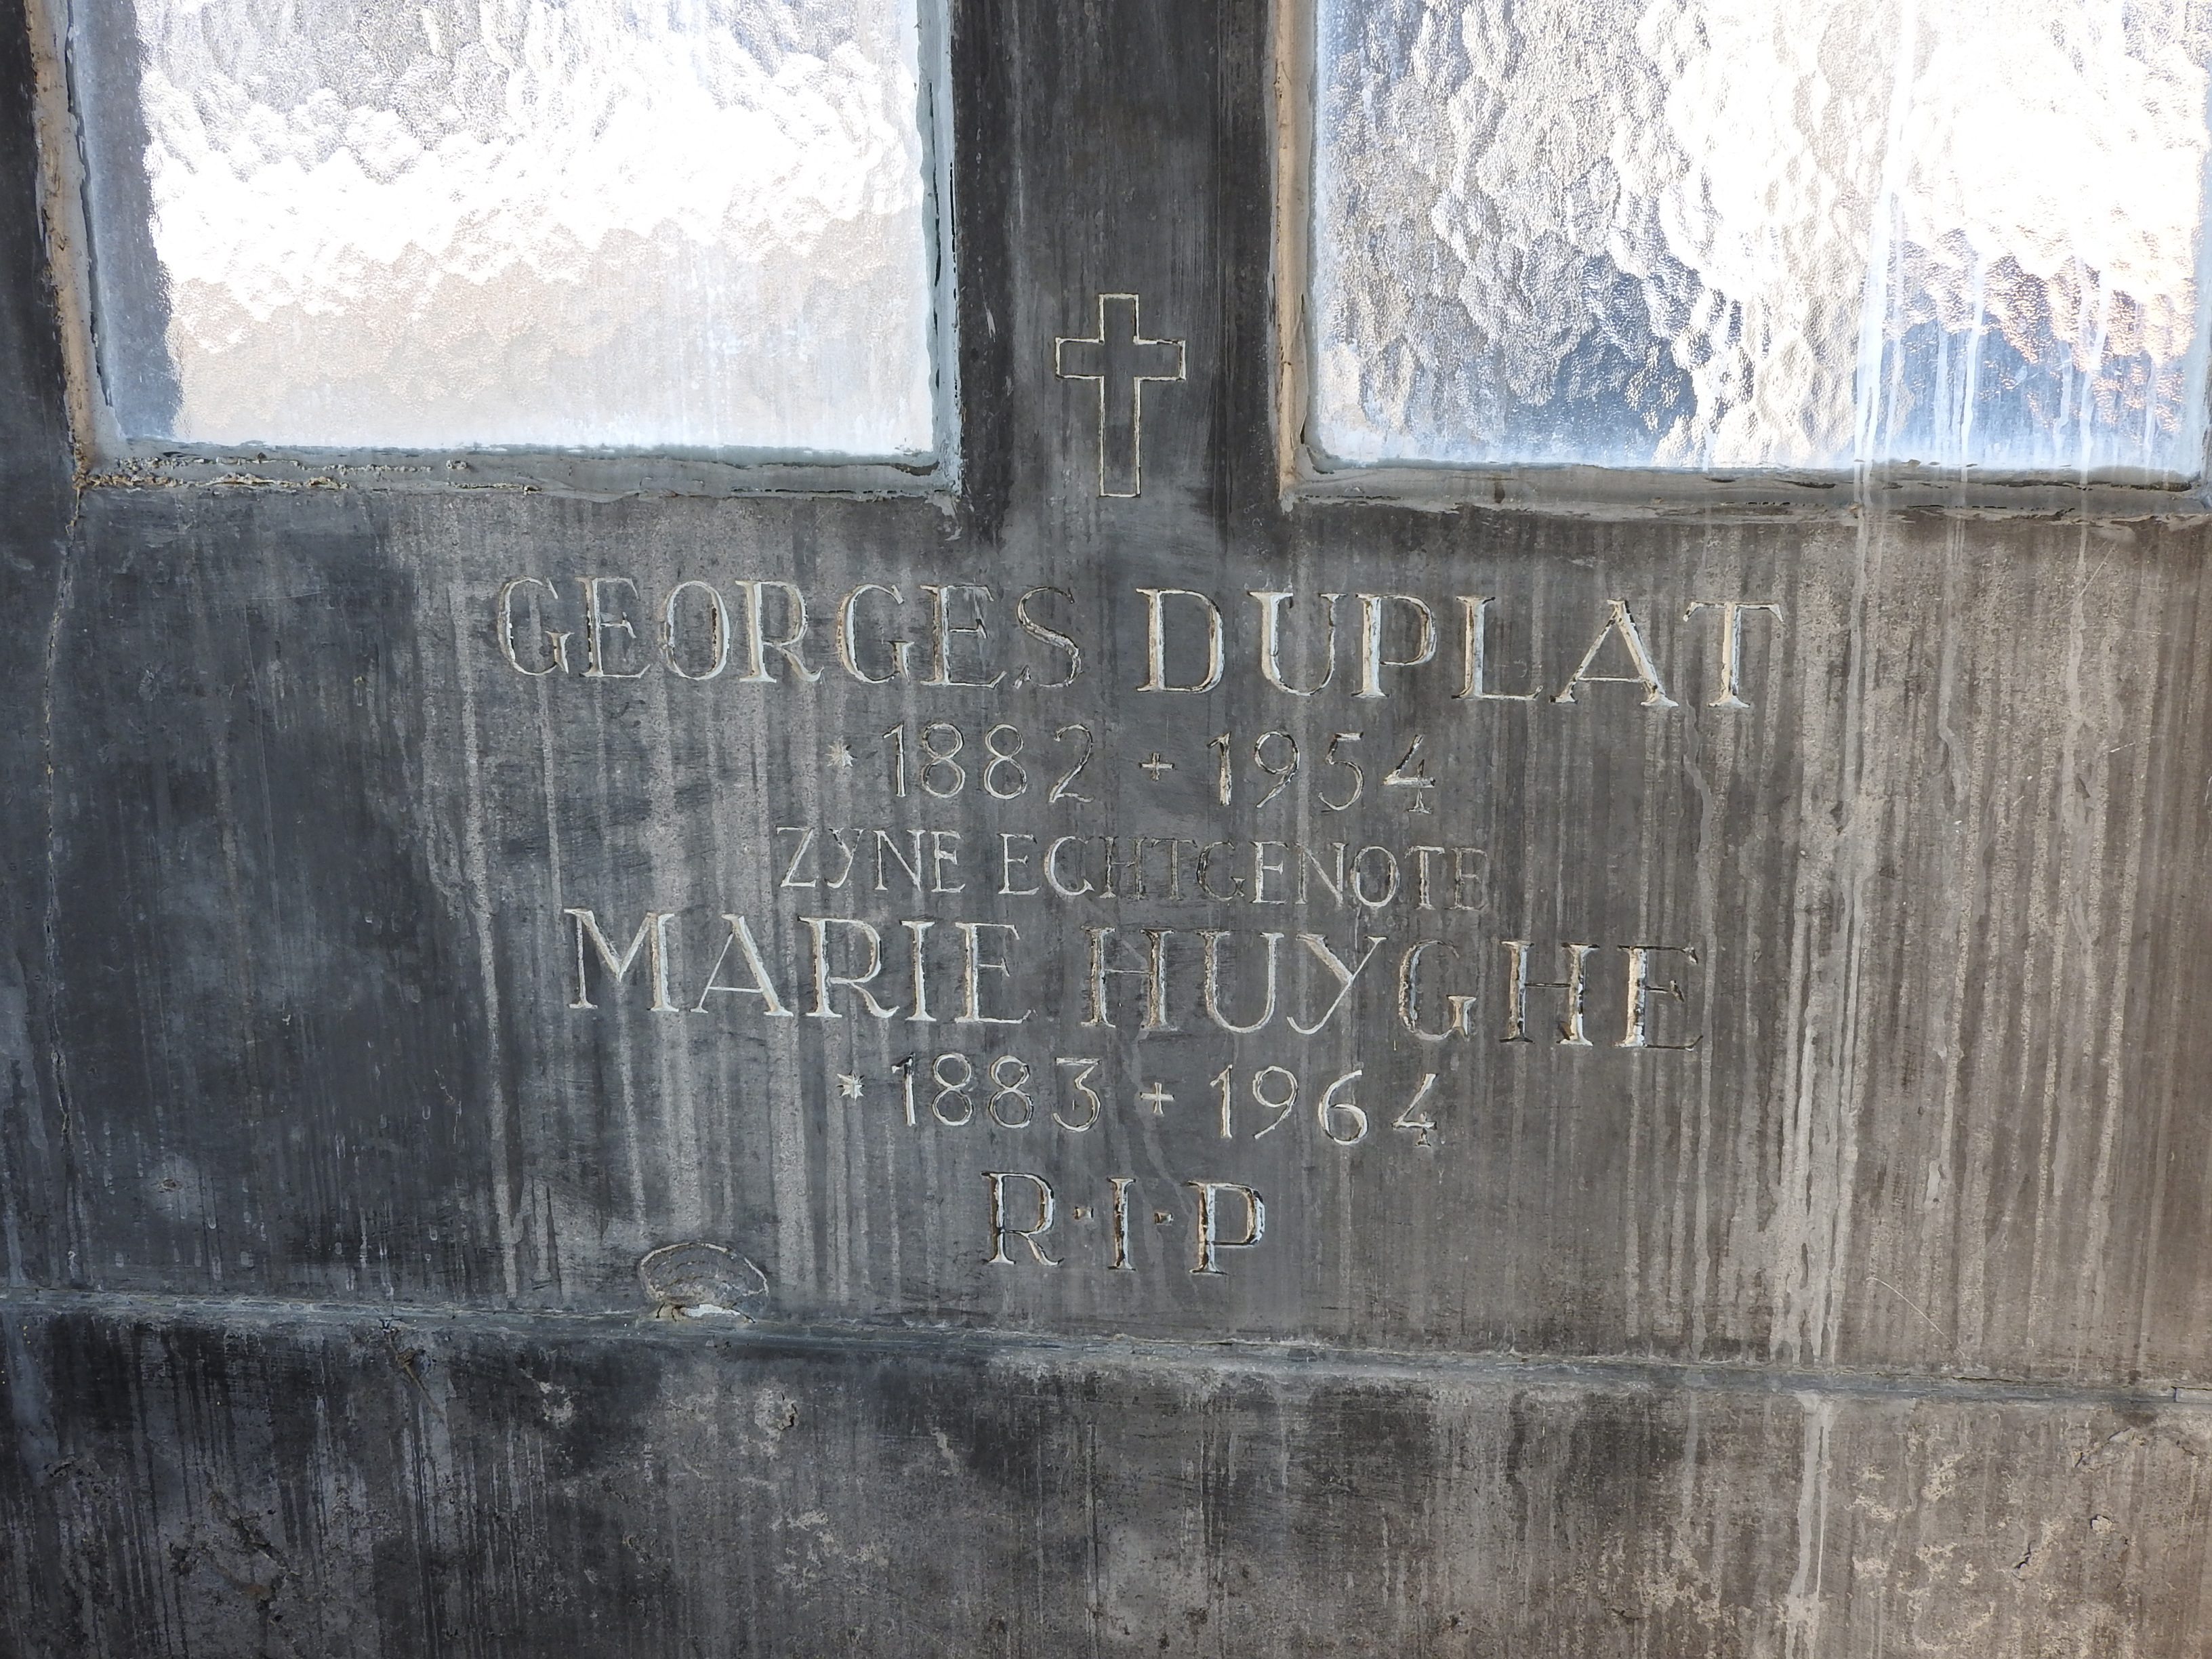 GEORGES DUPLAT
* 1882 + 1954
ZYNE ECHTGENOTE
MARIE HUYGHE
* 1883 + 1964
R·I·P